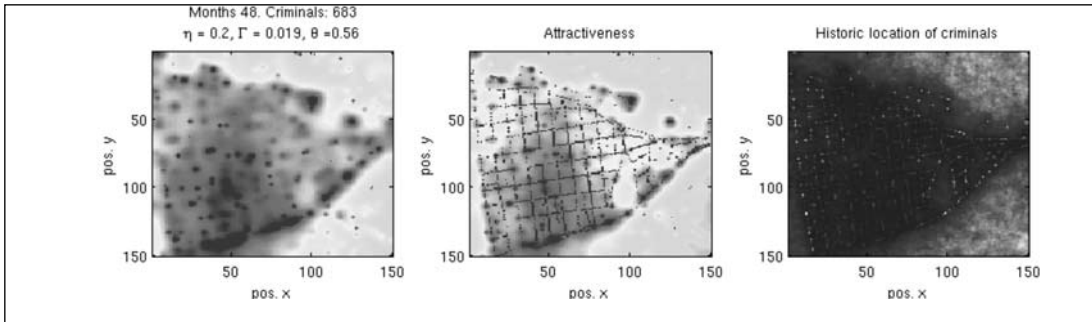 Months 48. Criminals: 683
η = 0.2, Γ = 0.019, θ =0.56
pos. y
50
100
150
50 100 150
pos. x
Attractiveness
pos. y
50
100
150
50 100 150
pos. x
Historic location of criminals
pos. y
50
100
150
50 100 150
pos. x